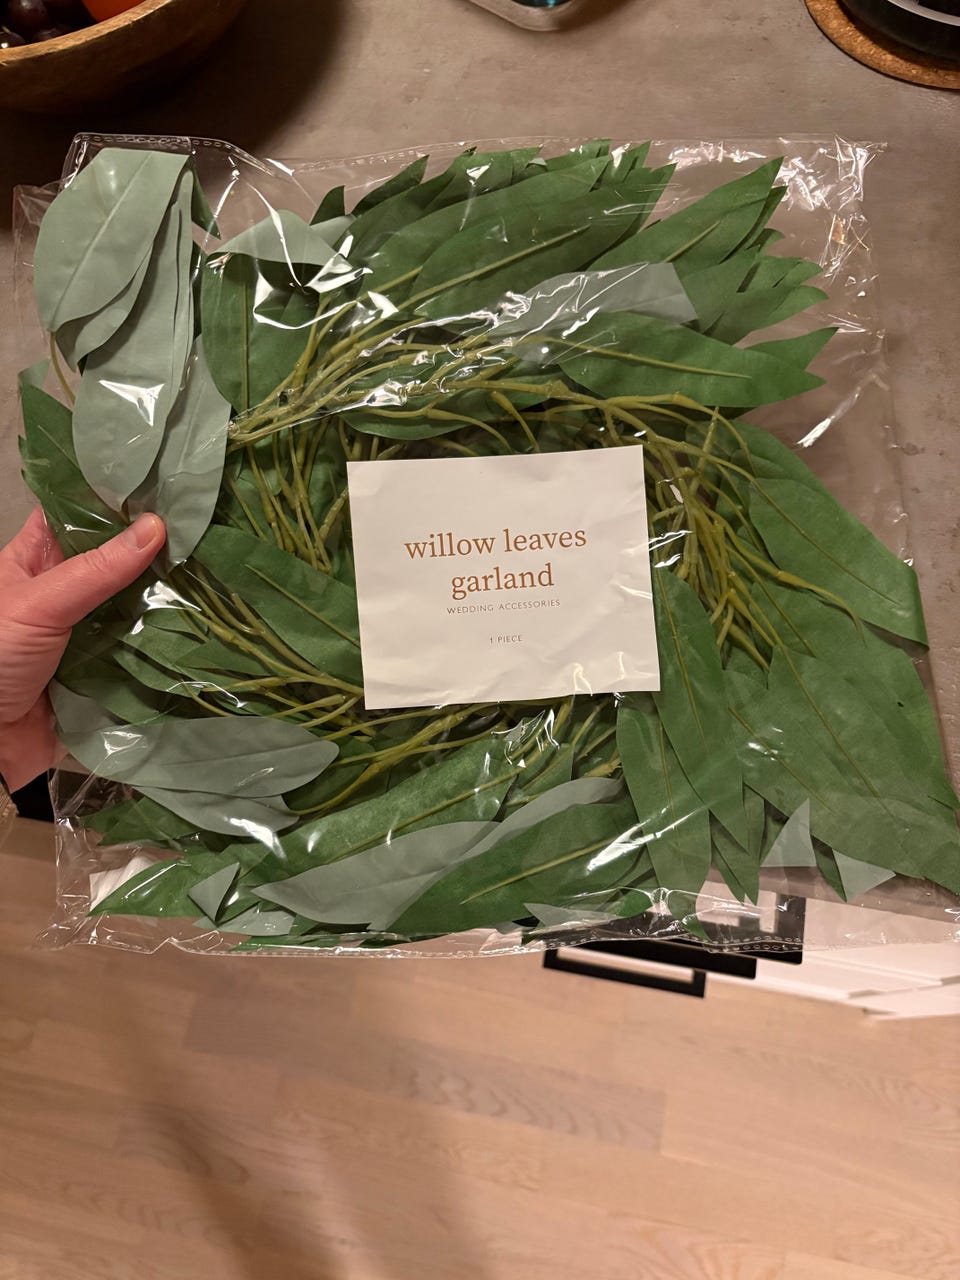 willow leaves
garland
WEDDING ACCESSORIES
1 PIECE